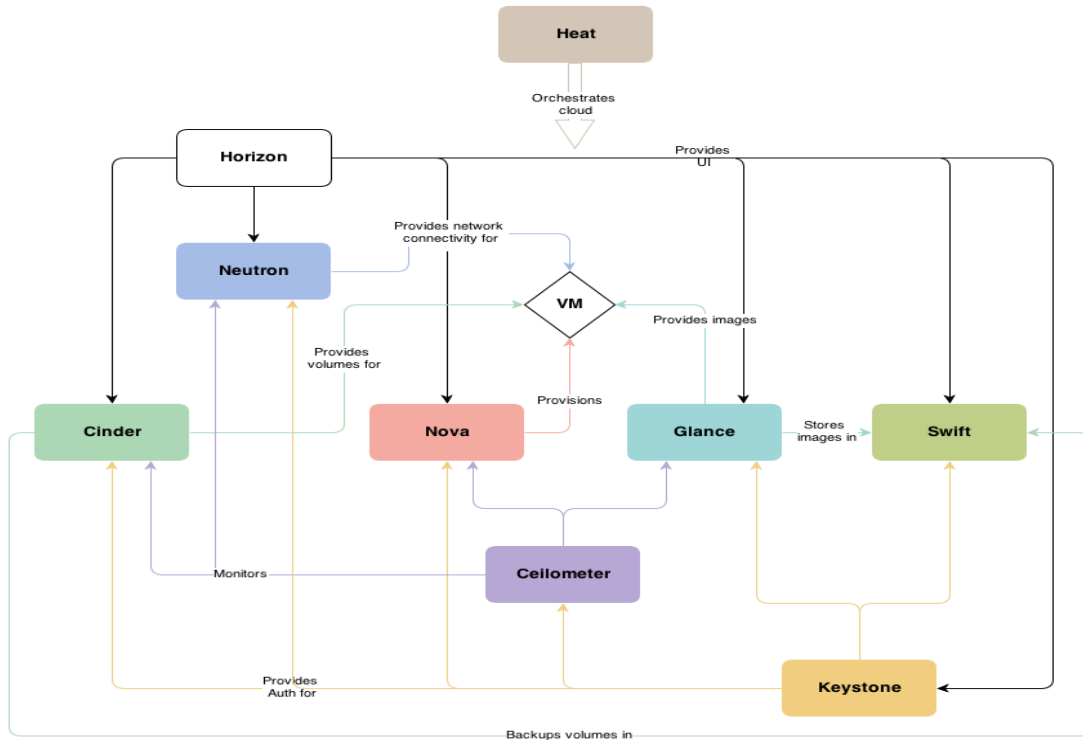 Heat
Orchestrates
cloud
Horizon
Provides
UI
Provides network
connectivity for
Neutron
VM
Provides images
Provides
volumes for
Provisions
Cinder
Nova
Glance
Stores
images in
Swift
Ceilometer
Monitors
Provides
Auth for
Keystone
Backups volumes in